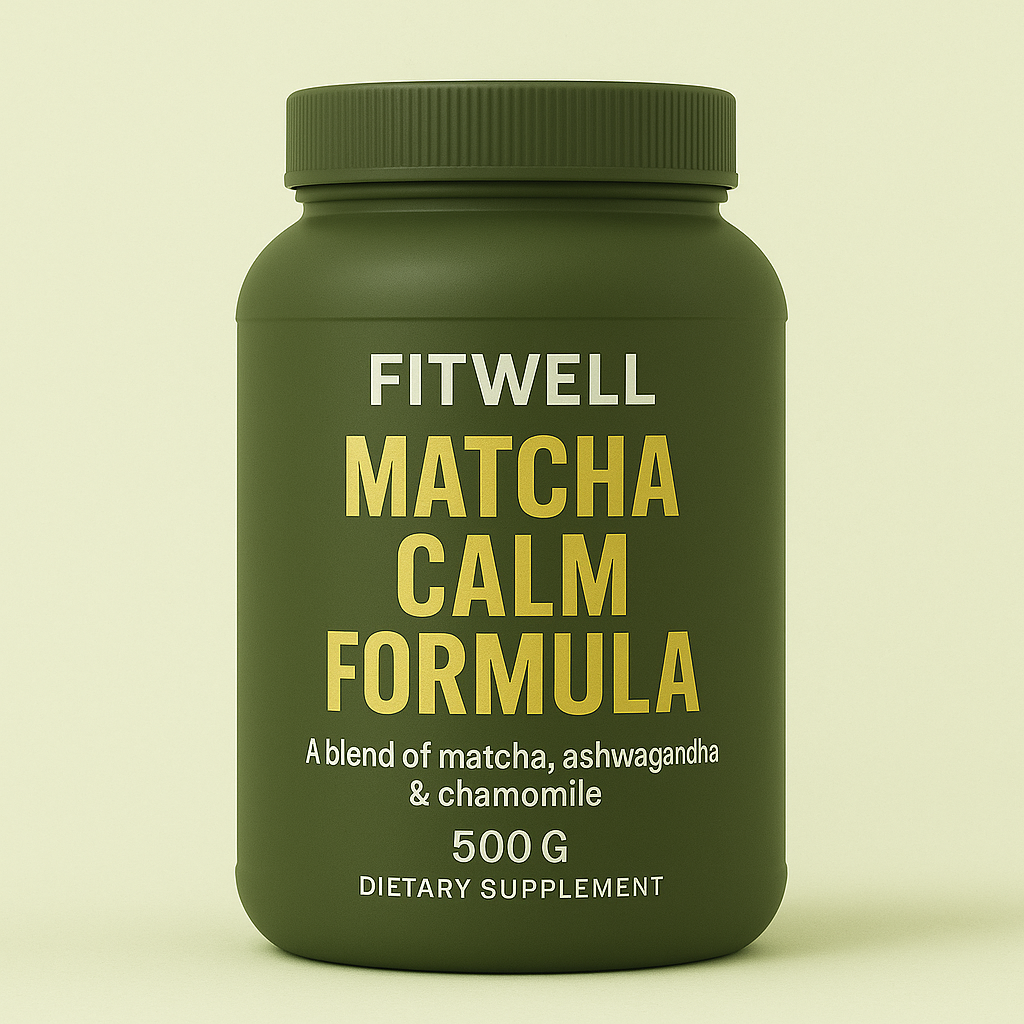 FITWELL
MATCHA
CALM
FORMULA
A blend of matcha, ashwagandha
& chamomile
500 G
DIETARY SUPPLEMENT